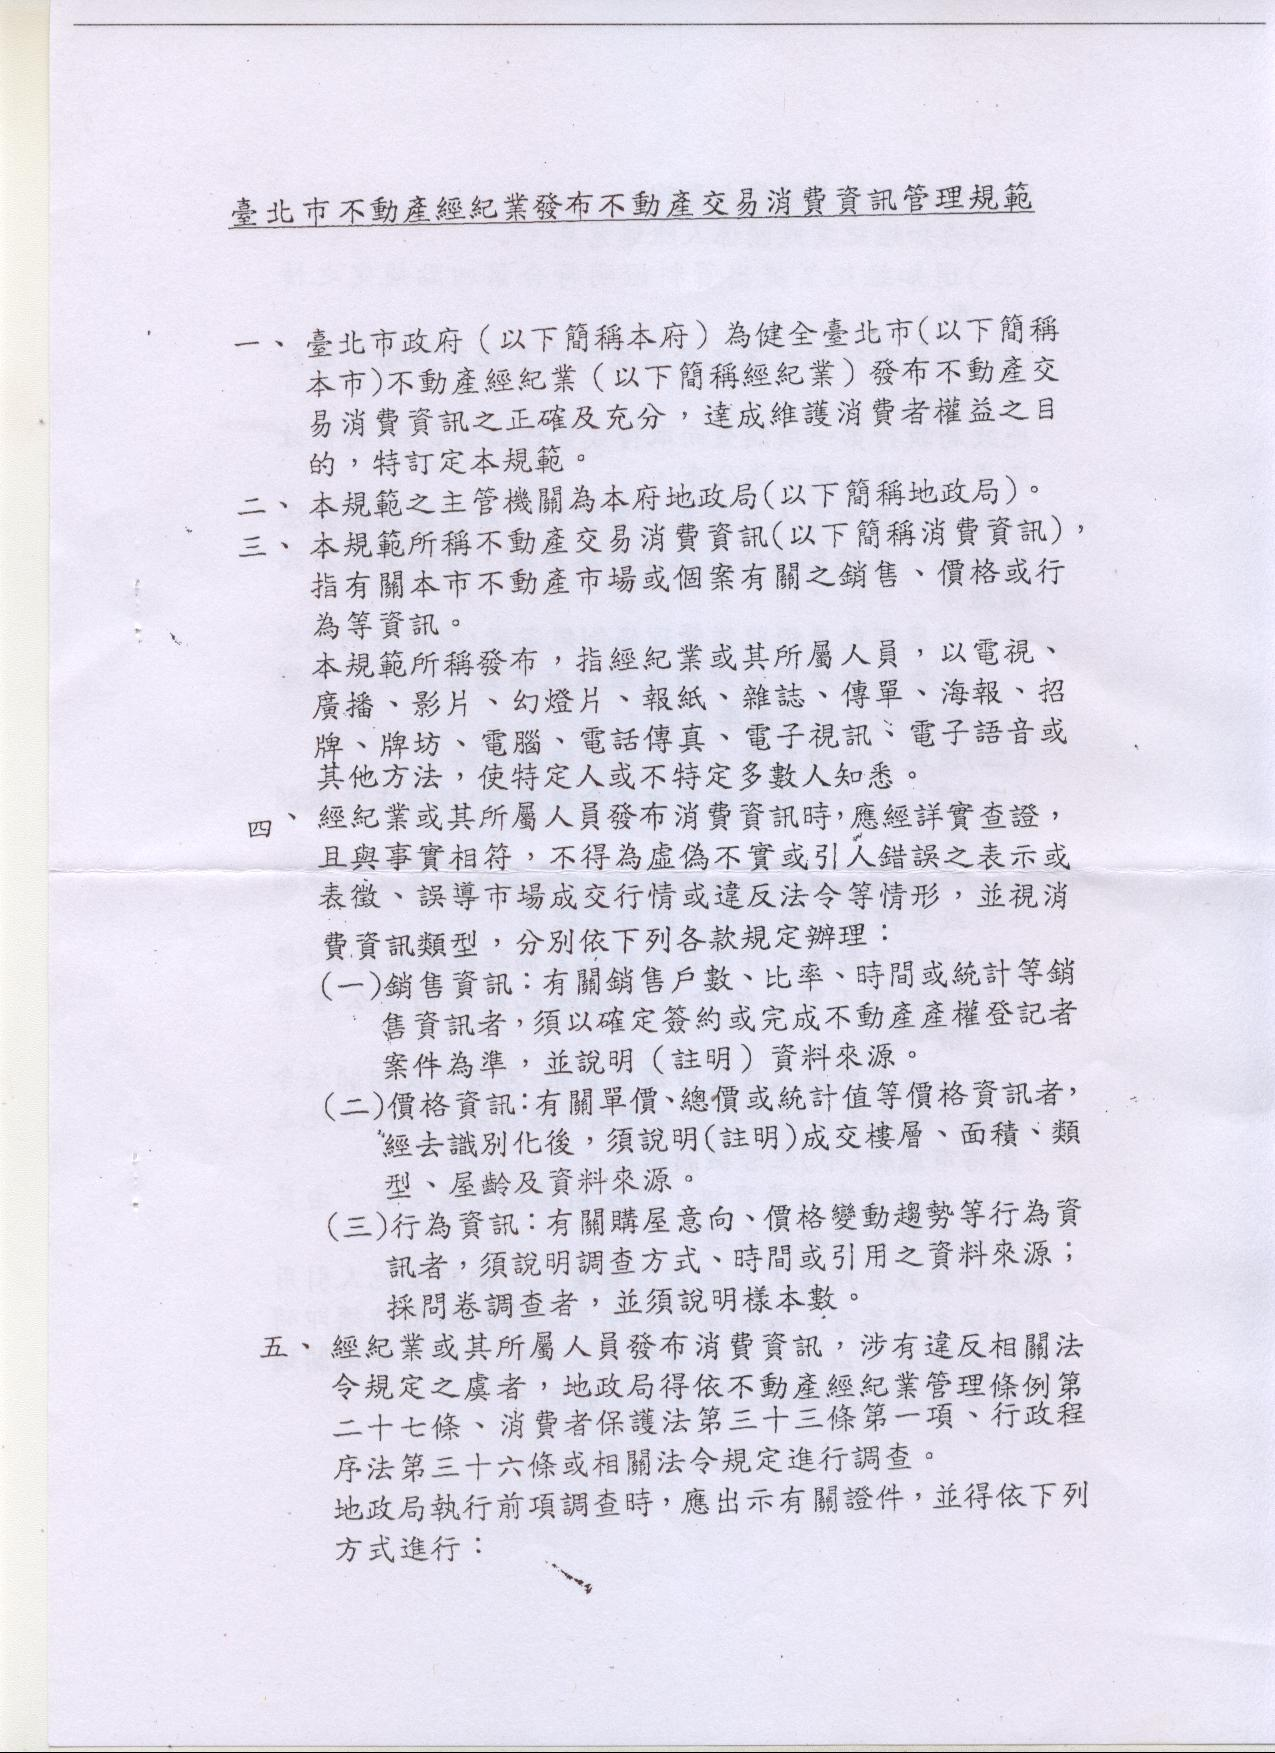 臺北市不動產經紀業發布不動產交易消費資訊管理規範
一、臺北市政府（以下簡稱本府）為健全臺北市(以下簡稱
本市)不動產經紀業（以下簡稱經紀業）發布不動產交
易消費資訊之正確及充分，達成維護消費者權益之目
的，特訂定本規範。
二、本規範之主管機關為本府地政局(以下簡稱地政局)。
三、本規範所稱不動產交易消費資訊(以下簡稱消費資訊)，
指有關本市不動產市場或個案有關之銷售、價格或行
為等資訊。
本規範所稱發布，指經紀業或其所屬人員，以電視、
廣播、影片、幻燈片、報紙、雜誌、傳單、海報、招
牌、牌坊、電腦、電話傳真、電子視訊、電子語音或
其他方法，使特定人或不特定多數人知悉。
四、經紀業或其所屬人員發布消費資訊時，應經詳實查證，
且與事實相符，不得為虛偽不實或引人錯誤之表示或
表徵、誤導市場成交行情或違反法令等情形，並視消
費資訊類型，分別依下列各款規定辦理：
(一)銷售資訊：有關銷售戶數、比率、時間或統計等銷
售資訊者，須以確定簽約或完成不動產產權登記者
案件為準，並說明（註明）資料來源。
(二)價格資訊：有關單價、總價或統計值等價格資訊者，
經去識別化後，須說明(註明)成交樓層、面積、類
型、屋齡及資料來源。
(三)行為資訊：有關購屋意向、價格變動趨勢等行為資
訊者，須說明調查方式、時間或引用之資料來源；
採問卷調查者，並須說明樣本數。
五、經紀業或其所屬人員發布消費資訊，涉有違反相關法
令規定之虞者，地政局得依不動產經紀業管理條例第
二十七條、消費者保護法第三十三條第一項、行政程
序法第三十六條或相關法令規定進行調查。
地政局執行前項調查時，應出示有關證件，並得依下列
方式進行：